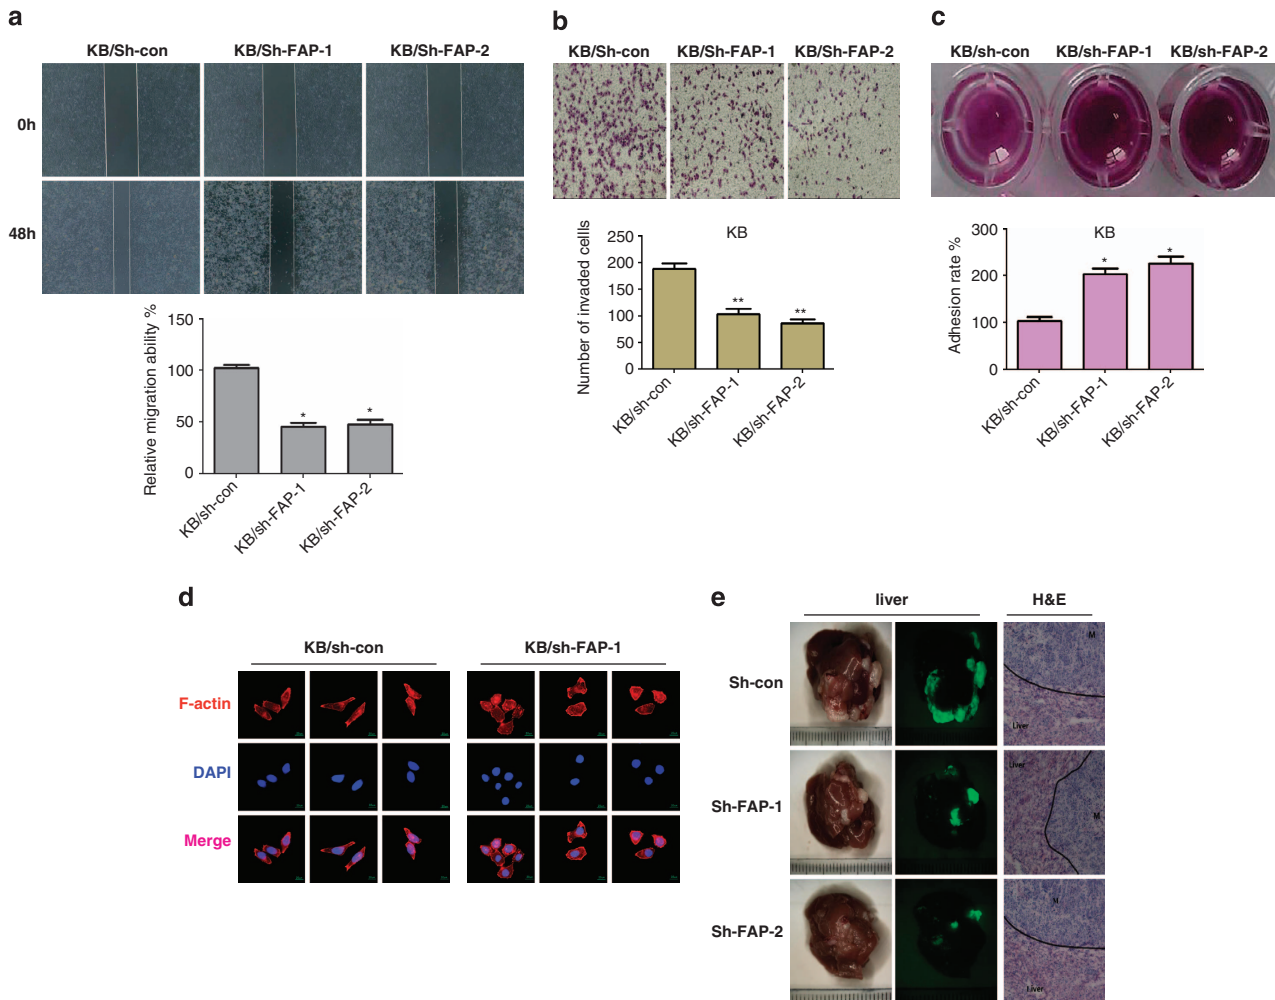 a
KB/Sh-con
KB/Sh-FAP-1
KB/Sh-FAP-2
0h
48h
Relative migration ability %
150
100
50
0
*
*
KB/sh-con
KB/sh-FAP-1
KB/sh-FAP-2
b
KB/Sh-con
KB/Sh-FAP-1
KB/Sh-FAP-2
KB
Number of invaded cellls
250
200
150
100
50
0
**
**
KB/sh-con
KB/sh-FAP-1
KB/sh-FAP-2
c
KB/sh-con
KB/sh-FAP-1
KB/sh-FAP-2
KB
Adhesion rate %
300
200
100
0
*
*
KB/sh-con
KB/sh-FAP-1
KB/sh-FAP-2
d
KB/sh-con
KB/sh-FAP-1
F-actin
DAPI
Merge
e
liver
H&E
Sh-con
M
Liver
Sh-FAP-1
Liver
M
Sh-FAP-2
M
Liver